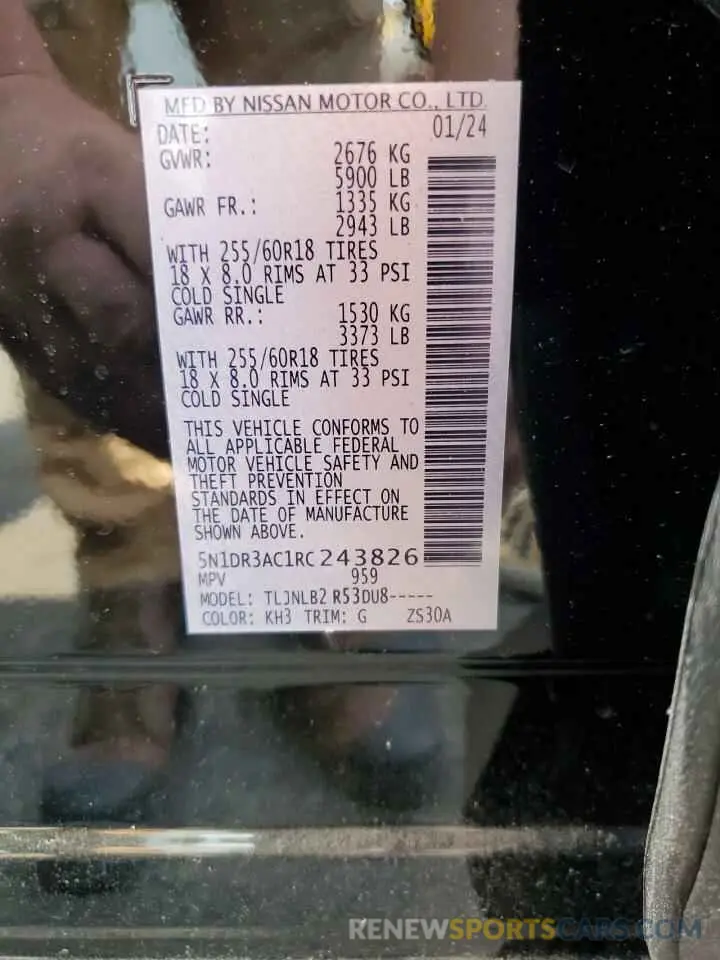 MFD BY NISSAN MOTOR CO., LTD.
DATE: 01/24
GVWR: 2676 KG
5900 LB
GAWR FR.: 1335 KG
2943 LB
WITH 255/60R18 TIRES
18 X 8.0 RIMS AT 33 PSI
COLD SINGLE
GAWR RR.: 1530 KG
3373 LB
WITH 255/60R18 TIRES
18 X 8.0 RIMS AT 33 PSI
COLD SINGLE
THIS VEHICLE CONFORMS TO
ALL APPLICABLE FEDERAL
MOTOR VEHICLE SAFETY AND
THEFT PREVENTION
STANDARDS IN EFFECT ON
THE DATE OF MANUFACTURE
SHOWN ABOVE.
5N1DR3AC1RC243826
MPV 959
MODEL: TLJNLB2 R53DU8-----
COLOR: KH3 TRIM: G ZS30A
RENEWSPORTSCARS.COM